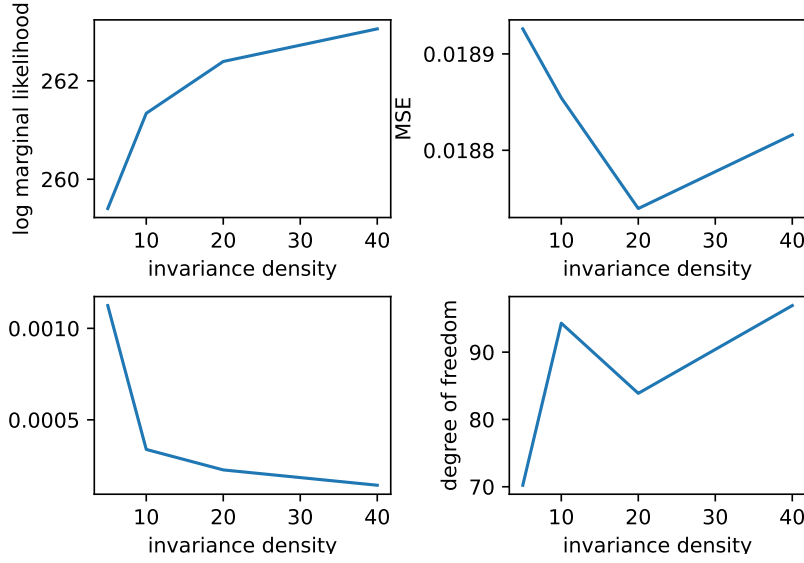 log marginal likelihood
262
260
10 20 30 40
invariance density
MSE
0.0189
0.0188
10 20 30 40
invariance density
0.0010
0.0005
10 20 30 40
invariance density
degree of freedom
90
80
70
10 20 30 40
invariance density